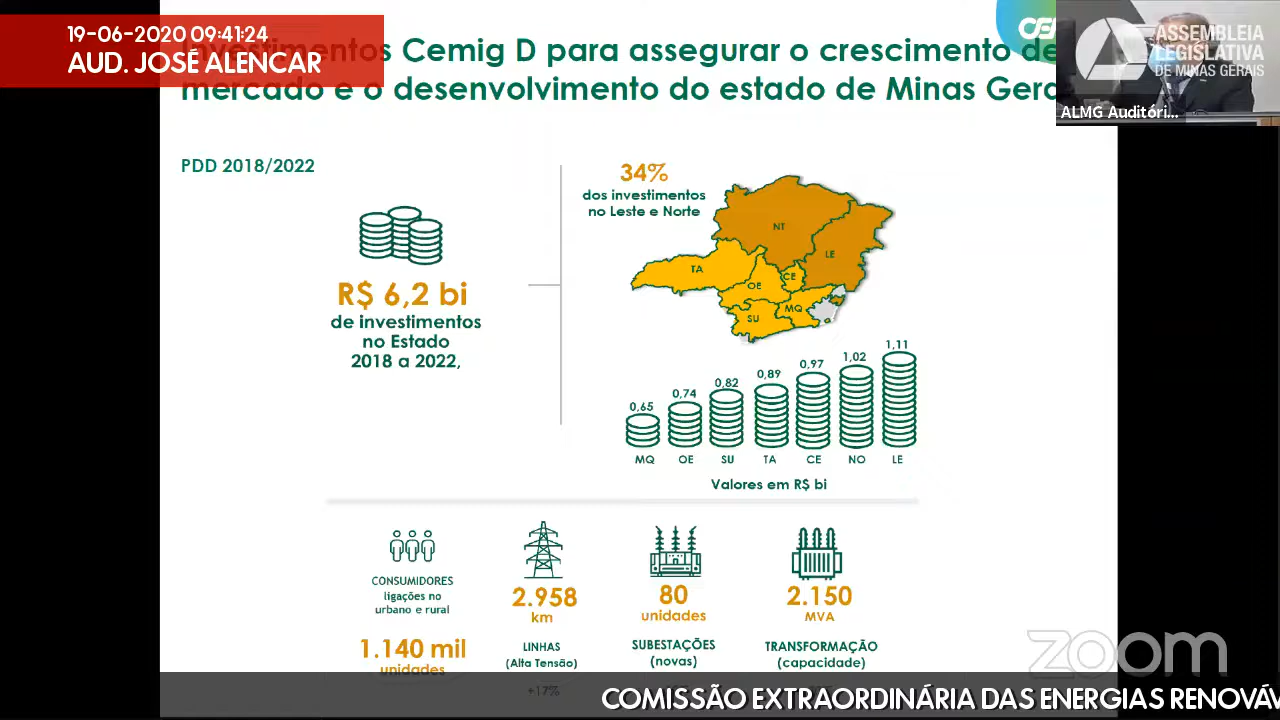 19-06-2020 09:41:24
AUD. JOSÉ ALENCAR
Cemig D para assegurar o crescimento de
mercado e o desenvolvimento do estado de Minas Gera
ASSEMBLEIA
LEGISLATIVA
DE MINAS GERAIS
ALMG Auditóri...
PDD 2018/2022
R$ 6,2 bi
de investimentos
no Estado
2018 a 2022,
34%
dos investimentos
no Leste e Norte
NT
LE
TA
CE
OE
MQ
SU
0,65
0,74
0,82
0,89
0,97
1,02
1,11
MQ
OE
SU
TA
CE
NO
LE
Valores em R$ bi
CONSUMIDORES
ligações no
urbano e rural
1.140 mil
unidades
2.958
km
LINHAS
(Alta Tensão)
+17%
80
unidades
SUBESTAÇÕES
(novas)
2.150
MVA
TRANSFORMAÇÃO
(capacidade)
zoom
COMISSÃO EXTRAORDINÁRIA DAS ENERGIAS RENOVÁV